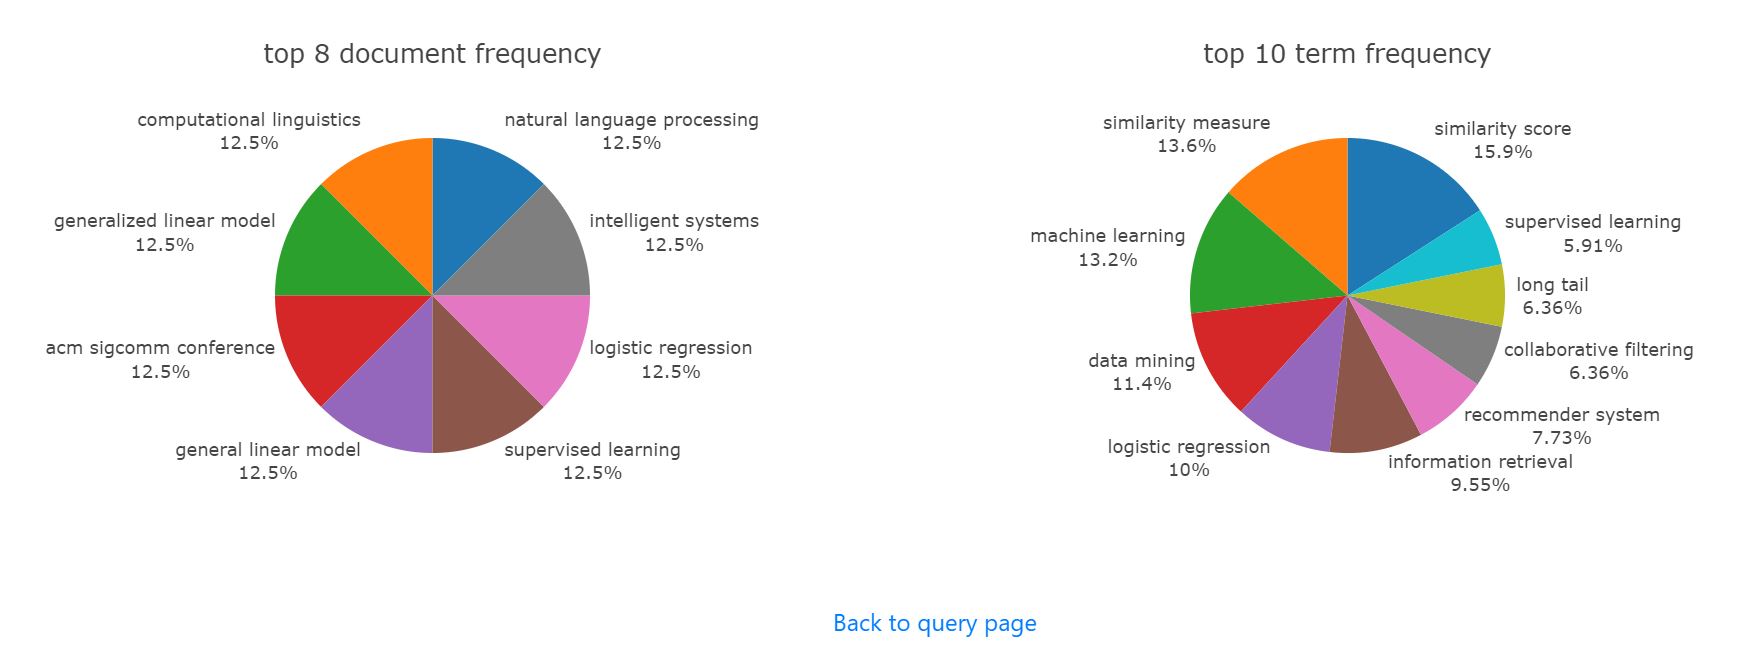 top 8 document frequency
computational linguistics
12.5%
natural language processing
12.5%
generalized linear model
12.5%
intelligent systems
12.5%
acm sigcomm conference
12.5%
logistic regression
12.5%
general linear model
12.5%
supervised learning
12.5%
top 10 term frequency
similarity measure
13.6%
similarity score
15.9%
machine learning
13.2%
supervised learning
5.91%
long tail
6.36%
data mining
11.4%
collaborative filtering
6.36%
logistic regression
10%
recommender system
7.73%
information retrieval
9.55%
Back to query page